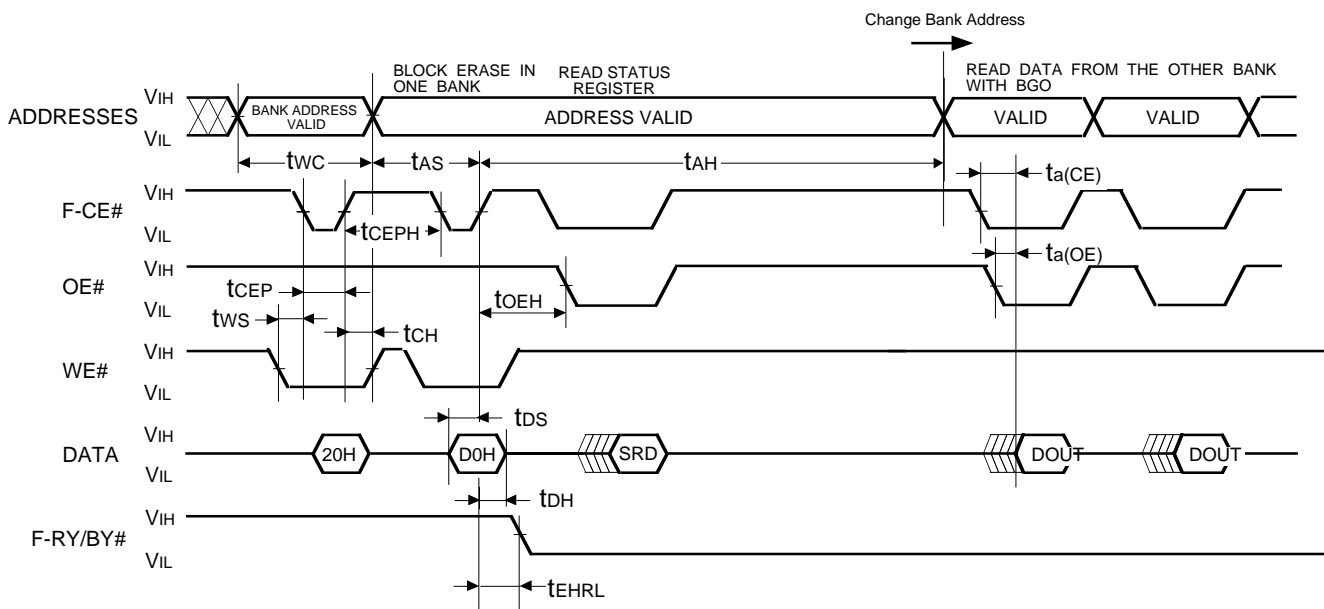 Change Bank Address
BLOCK ERASE IN
ONE BANK
READ STATUS
REGISTER
READ DATA FROM THE OTHER BANK
WITH BGO
ADDRESSES
VIH
VIL
BANK ADDRESS
VALID
ADDRESS VALID
VALID
VALID
tWC
tAS
tAH
ta(CE)
F-CE#
VIH
VIL
tCEPH
ta(OE)
OE#
VIH
VIL
tCEP
tOEH
tWS
tCH
WE#
VIH
VIL
tDS
DATA
VIH
VIL
20H
D0H
SRD
DOUT
DOUT
tDH
F-RY/BY#
VIH
VIL
tEHRL